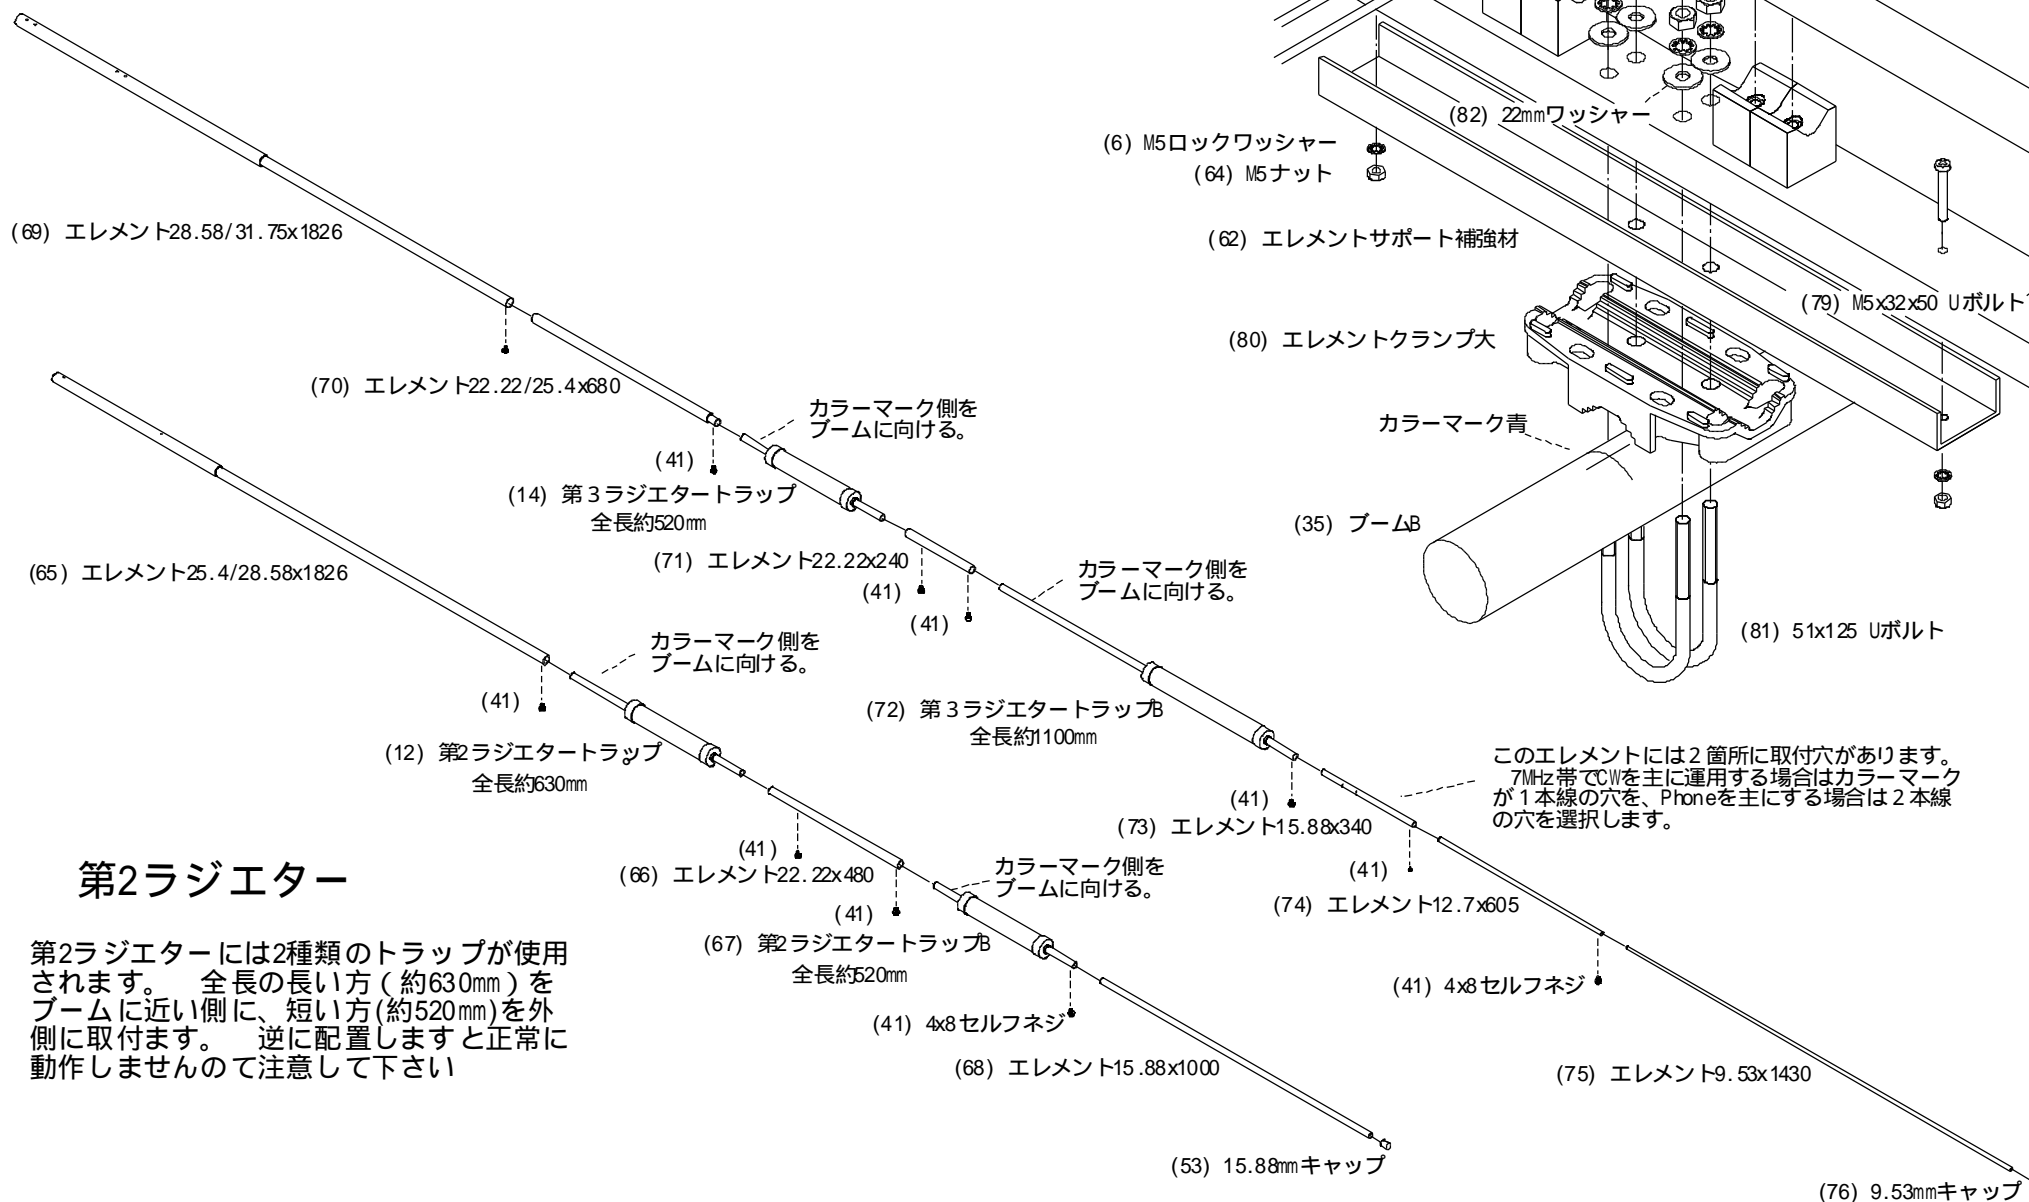 (82) 22mmワッシャー
(6) M5ロックワッシャー
(64) M5ナット
(69) エレメント28.58/31.75x1826
(62) エレメントサポート補強材
(79) M5x32x50 Uボルト
(80) エレメントクランプ大
(70) エレメント22.22/25.4x680
カラーマーク側を
ブームに向ける。
カラーマーク青
(41)
(14) 第3ラジエタートラップ
全長約520mm
(35) ブームB
(71) エレメント22.22x240
(65) エレメント25.4/28.58x1826
カラーマーク側を
ブームに向ける。
(41)
(41)
(81) 51x125 Uボルト
カラーマーク側を
ブームに向ける。
(41)
(72) 第3ラジエタートラップB
全長約1100mm
(12) 第2ラジエタートラップ
全長約630mm
このエレメントには2箇所に取付穴があります。
7MHz帯でCWを主に運用する場合はカラーマーク
が1本線の穴を、Phoneを主にする場合は2本線
の穴を選択します。
(41)
(73) エレメント15.88x340
(41)
(66) エレメント22.22x480
カラーマーク側を
ブームに向ける。
(41)
(74) エレメント12.7x605
(41)
(67) 第2ラジエタートラップB
全長約520mm
(41) 4x8セルフネジ
(41) 4x8セルフネジ
(68) エレメント15.88x1000
(75) エレメント9.53x1430
(53) 15.88mmキャップ
(76) 9.53mmキャップ
第2ラジエター
第2ラジエターには2種類のトラップが使用
されます。　全長の長い方（約630mm）を
ブームに近い側に、短い方(約520mm)を外
側に取付ます。　逆に配置しますと正常に
動作しませんので注意して下さい